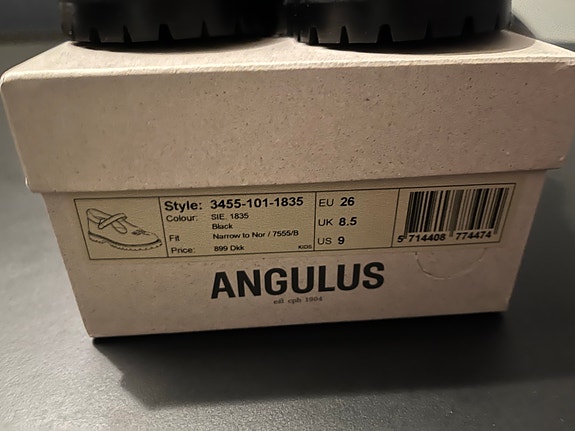 Style: 3455-101-1835
Colour: SIE. 1835
Black
Fit Narrow to Nor / 7555/B
Price: 899 Dkk KIDS
EU 26
UK 8.5
US 9
5 714408 774474
ANGULUS
est cph 1904